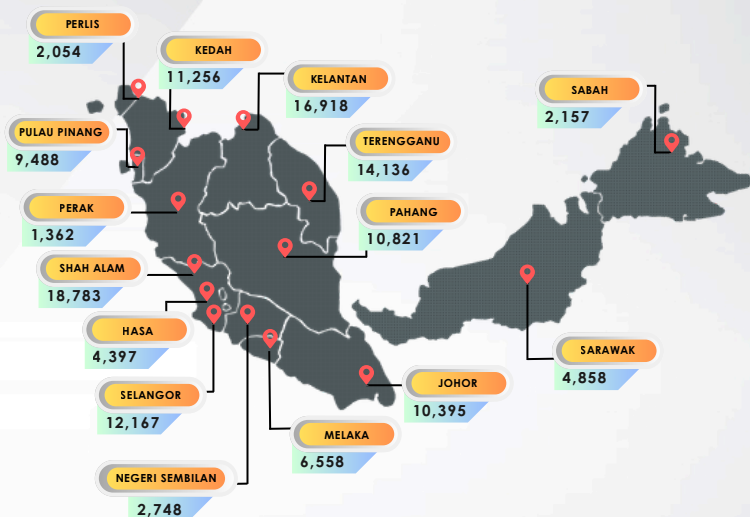 PERLIS
2,054
KEDAH
11,256
KELANTAN
16,918
SABAH
2,157
PULAU PINANG
9,488
TERENGGANU
14,136
PERAK
1,362
PAHANG
10,821
SHAH ALAM
18,783
HASA
4,397
SARAWAK
4,858
SELANGOR
12,167
JOHOR
10,395
MELAKA
6,558
NEGERI SEMBILAN
2,748